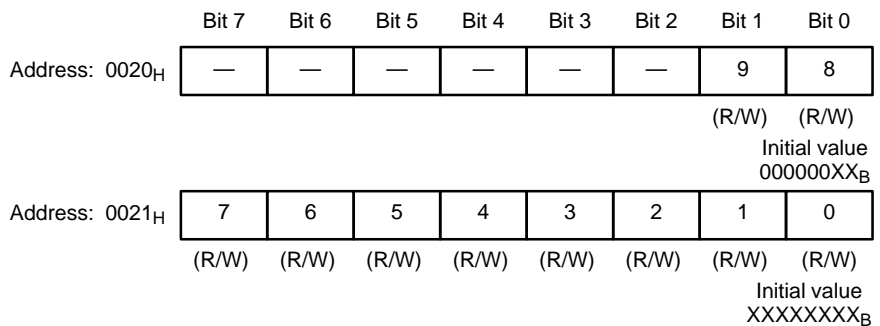 Bit 7 Bit 6 Bit 5 Bit 4 Bit 3 Bit 2 Bit 1 Bit 0
Address: 0020H — — — — — — 9 8
(R/W) (R/W)
Initial value
000000XXB
Address: 0021H 7 6 5 4 3 2 1 0
(R/W) (R/W) (R/W) (R/W) (R/W) (R/W) (R/W) (R/W)
Initial value
XXXXXXXXB